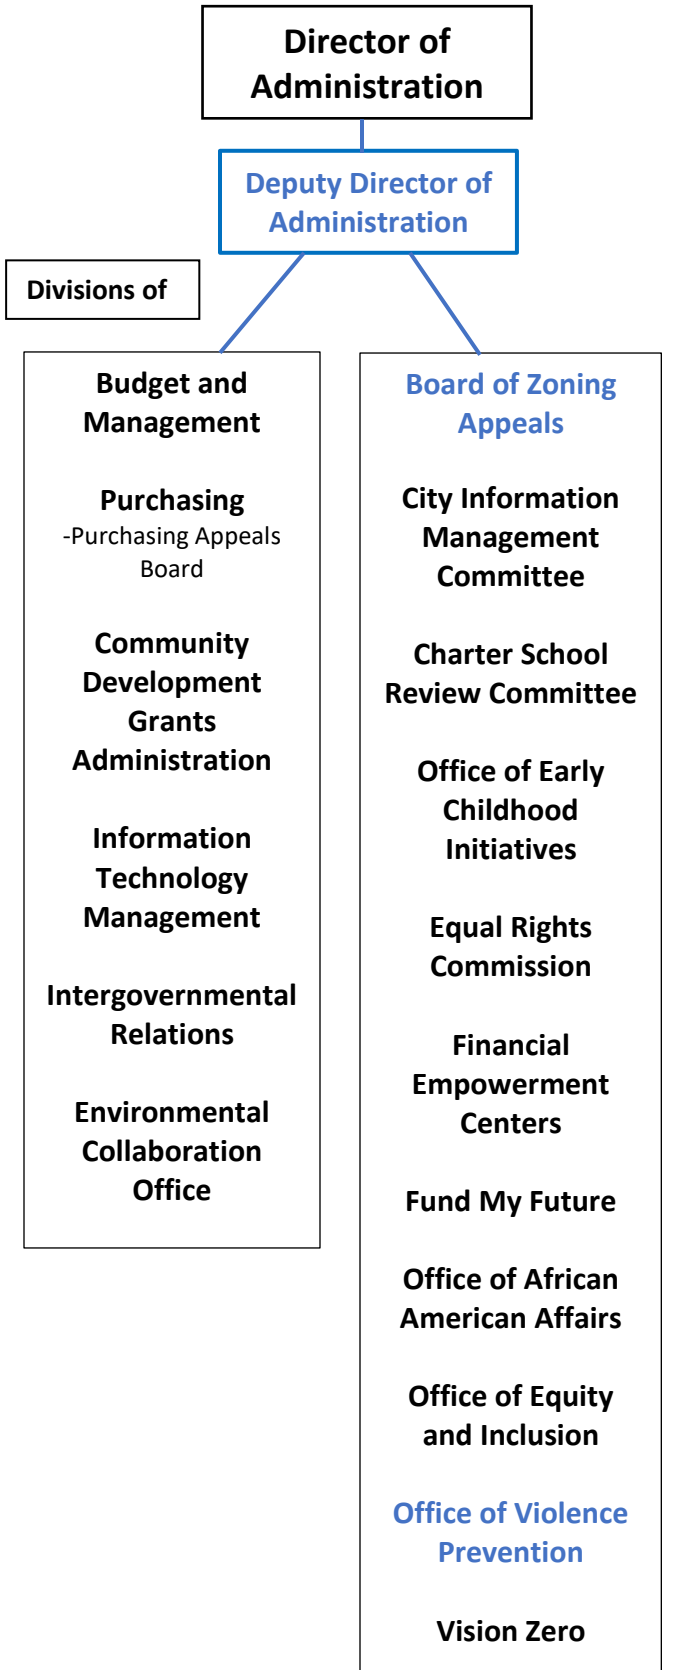 Director of
Administration
Deputy Director of
Administration
Divisions of
Budget and
Management
Purchasing
-Purchasing Appeals
Board
Community
Development
Grants
Administration
Information
Technology
Management
Intergovernmental
Relations
Environmental
Collaboration
Office
Board of Zoning
Appeals
City Information
Management
Committee
Charter School
Review Committee
Office of Early
Childhood
Initiatives
Equal Rights
Commission
Financial
Empowerment
Centers
Fund My Future
Office of African
American Affairs
Office of Equity
and Inclusion
Office of Violence
Prevention
Vision Zero